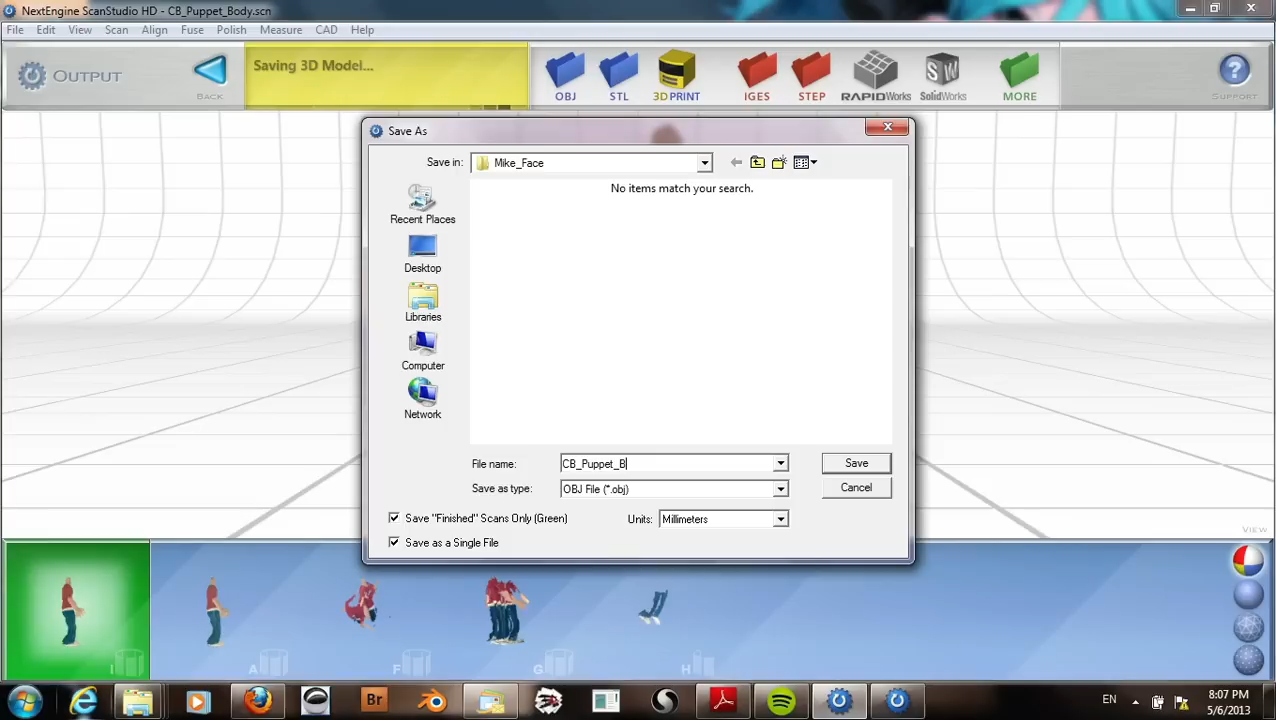 NextEngine ScanStudio HD - CB_Puppet_Body.scn
File Edit View Scan Align Fuse Polish Measure CAD Help
OUTPUT
BACK
Saving 3D Model...
OBJ STL 3DPRINT IGES STEP RAPIDWorks SolidWorks MORE
SUPPORT
Save As
Save in: Mike_Face
No items match your search.
Recent Places
Desktop
Libraries
Computer
Network
File name: CB_Puppet_B
Save
Save as type: OBJ File (*.obj)
Cancel
Save "Finished" Scans Only (Green)
Units: Millimeters
Save as a Single File
VIEW
I A F G H
Br
EN
8:07 PM
5/6/2013